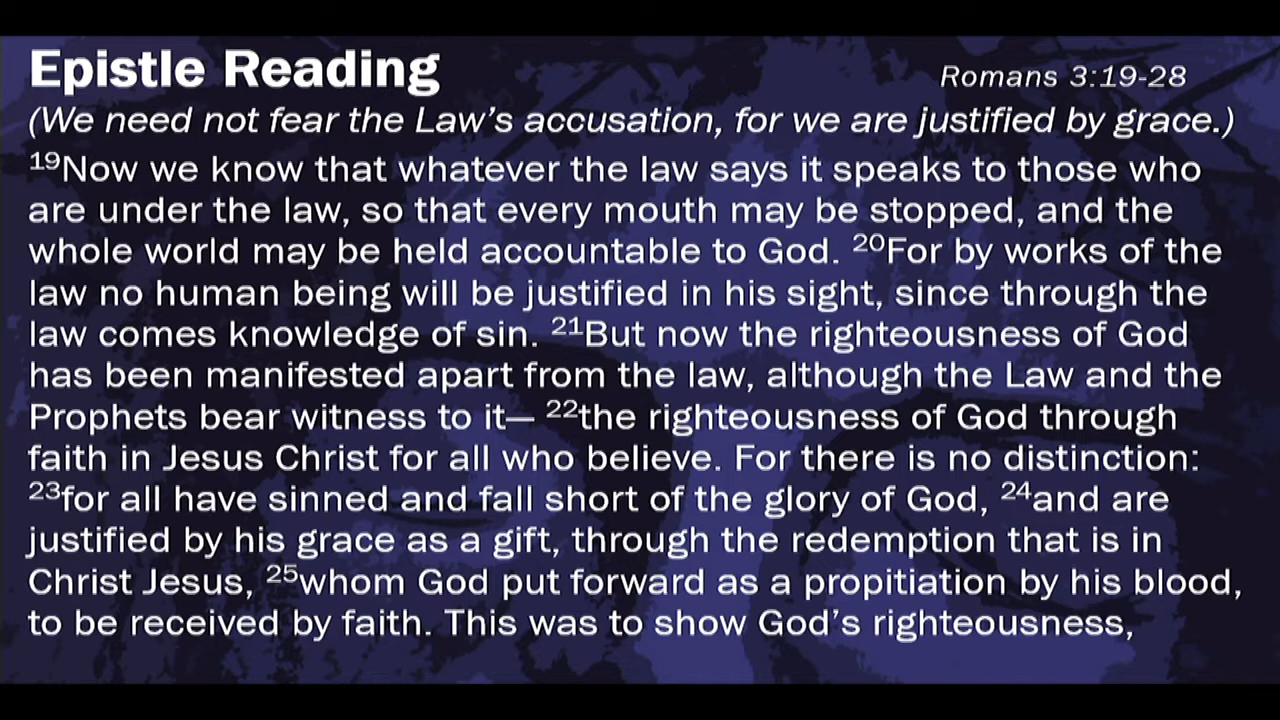 Epistle Reading
Romans 3:19-28
(We need not fear the Law’s accusation, for we are justified by grace.)
19Now we know that whatever the law says it speaks to those who
are under the law, so that every mouth may be stopped, and the
whole world may be held accountable to God. 20For by works of the
law no human being will be justified in his sight, since through the
law comes knowledge of sin. 21But now the righteousness of God
has been manifested apart from the law, although the Law and the
Prophets bear witness to it— 22the righteousness of God through
faith in Jesus Christ for all who believe. For there is no distinction:
23for all have sinned and fall short of the glory of God, 24and are
justified by his grace as a gift, through the redemption that is in
Christ Jesus, 25whom God put forward as a propitiation by his blood,
to be received by faith. This was to show God’s righteousness,